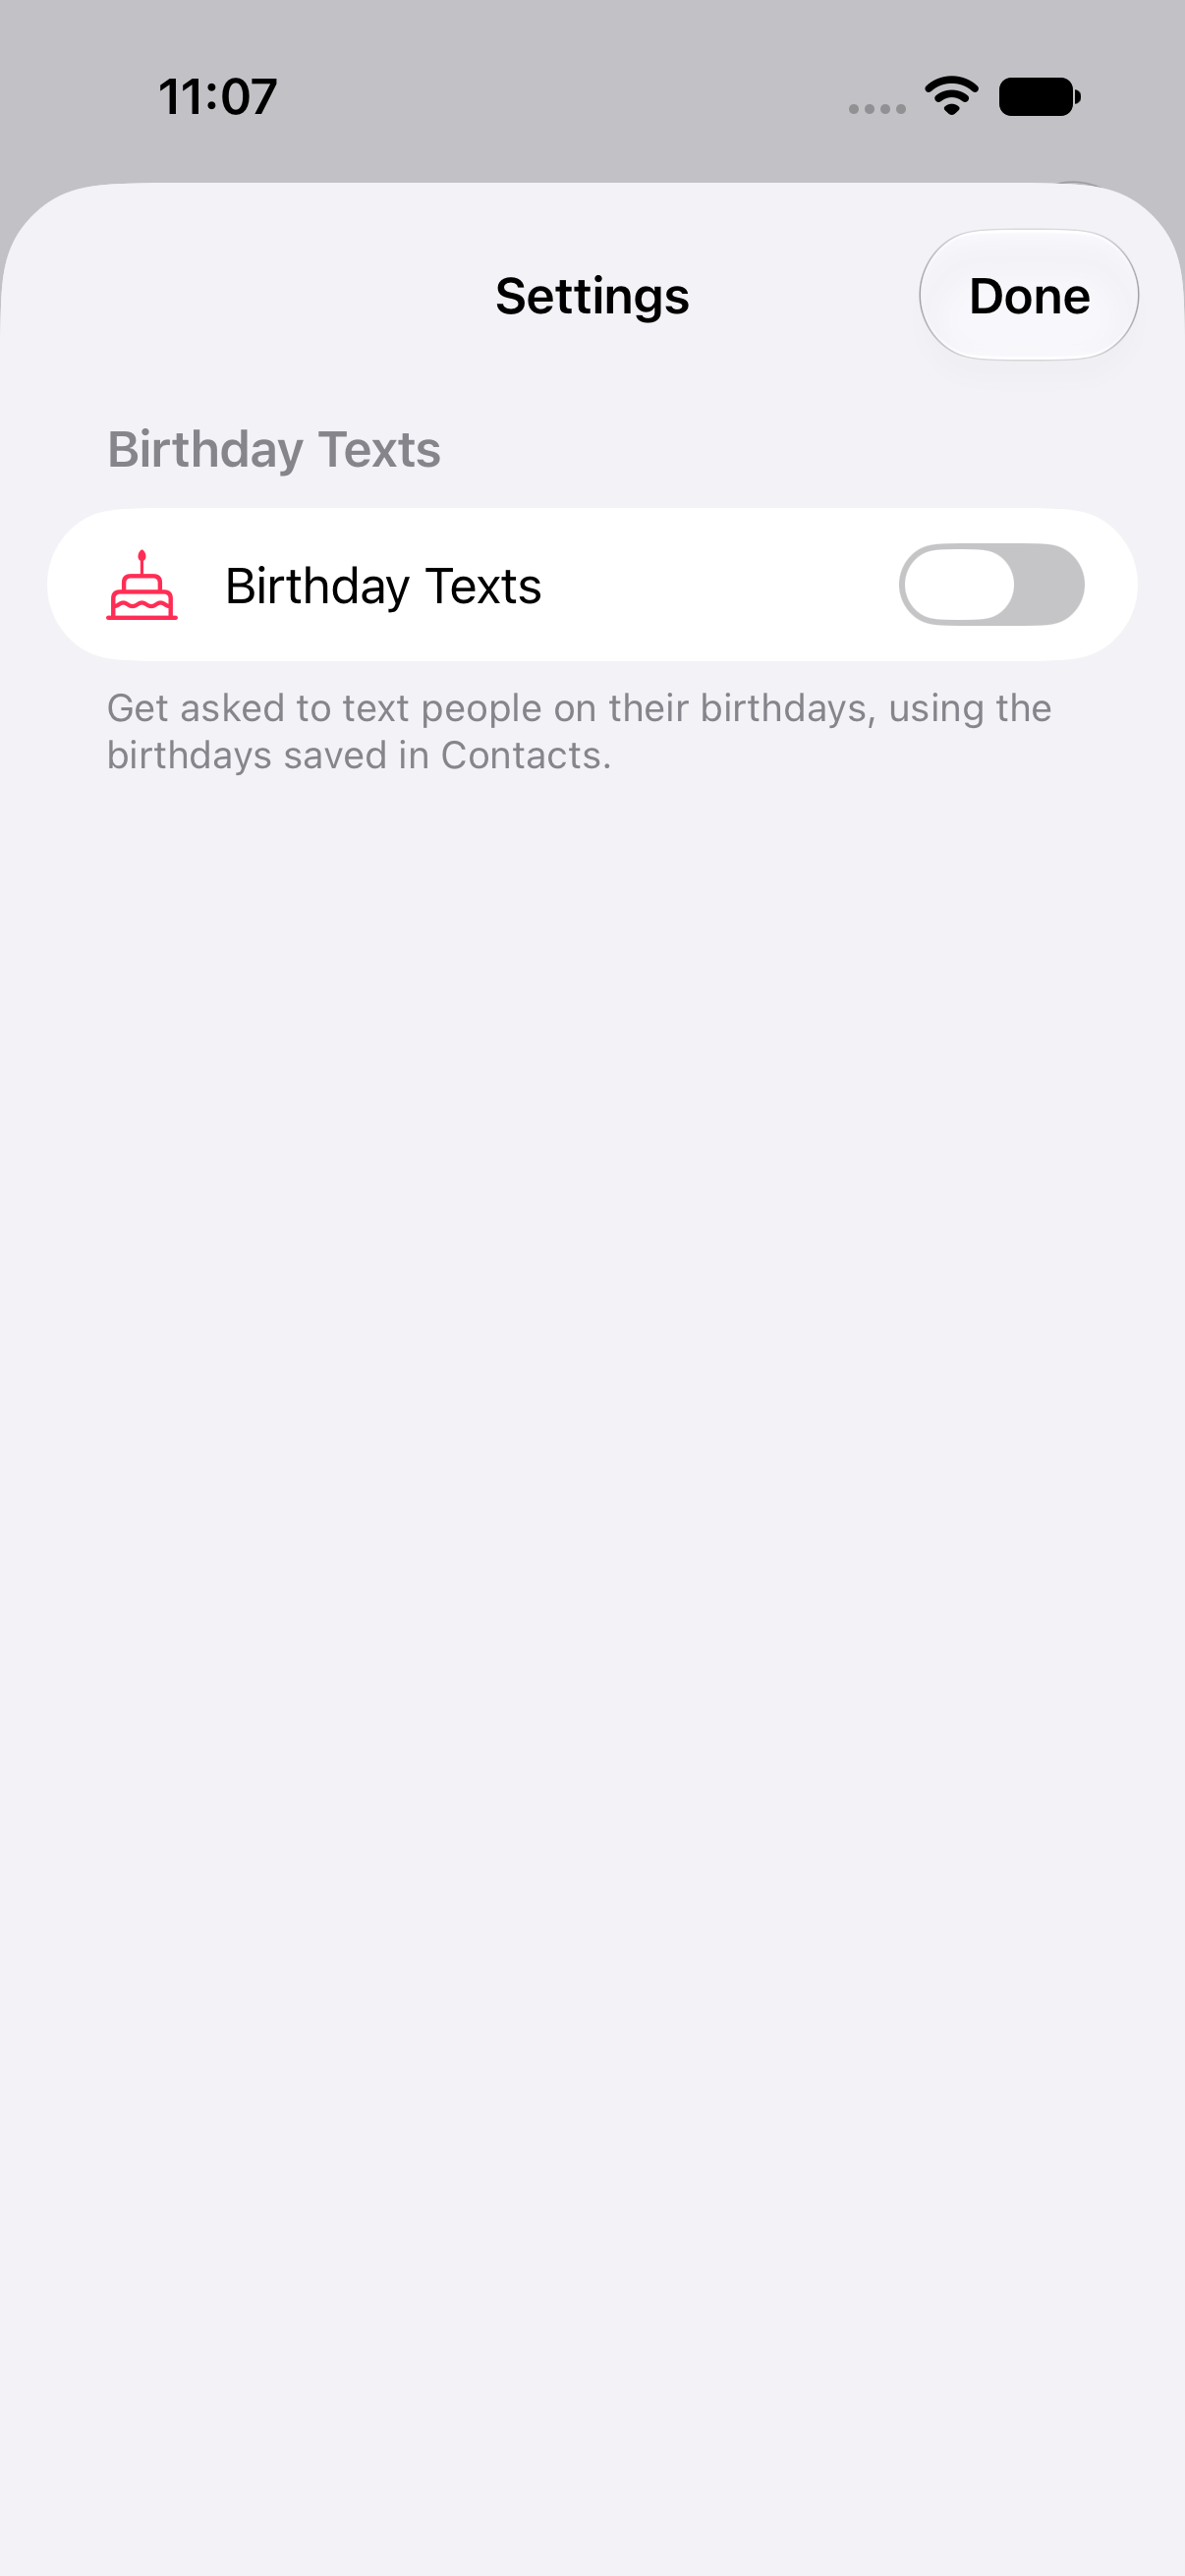 11:07
Settings
Done
Birthday Texts
Birthday Texts
Get asked to text people on their birthdays, using the
birthdays saved in Contacts.